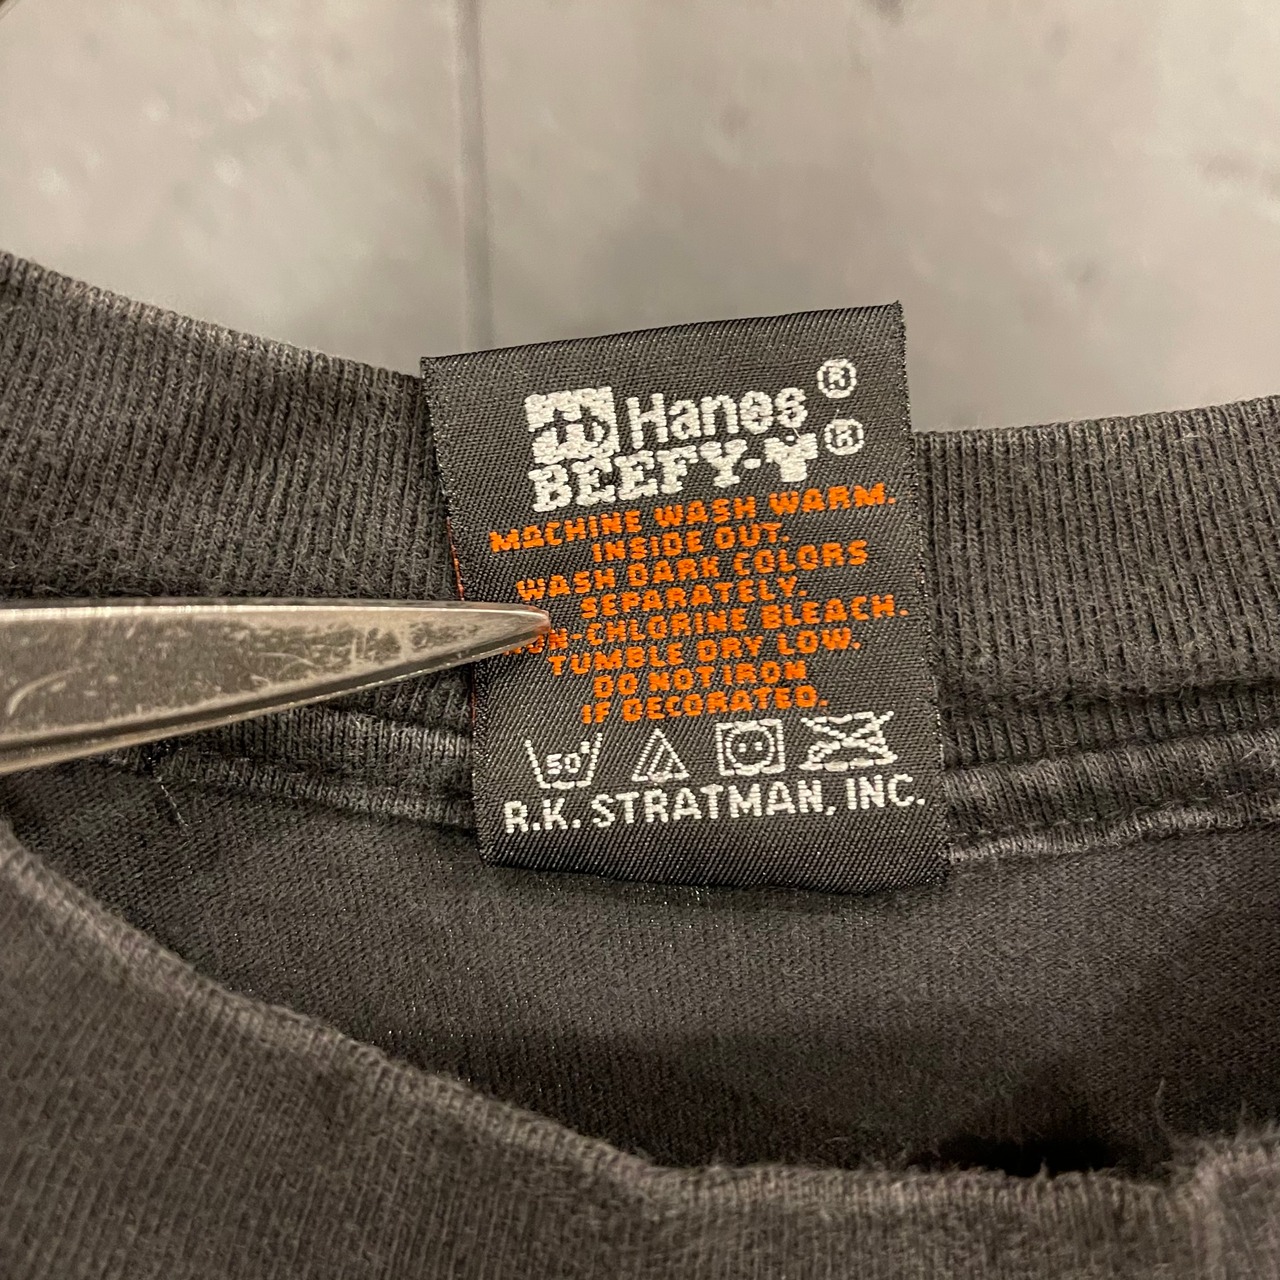 Hanes ®
BEEFY-T ®
MACHINE WASH WARM.
INSIDE OUT.
WASH DARK COLORS
SEPARATELY.
NON-CHLORINE BLEACH.
TUMBLE DRY LOW.
DO NOT IRON
IF DECORATED.
50°
R.K. STRATMAN, INC.